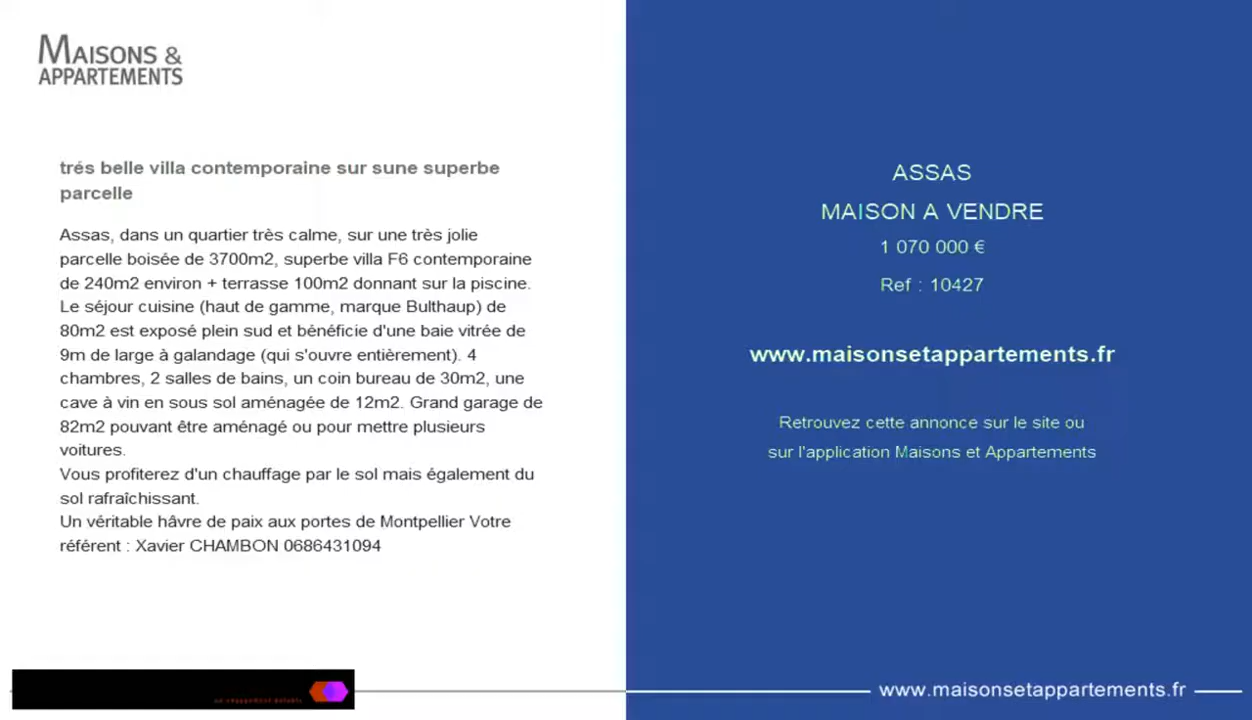 MAISONS &
APPARTEMENTS
trés belle villa contemporaine sur sune superbe
parcelle
Assas, dans un quartier très calme, sur une très jolie
parcelle boisée de 3700m2, superbe villa F6 contemporaine
de 240m2 environ + terrasse 100m2 donnant sur la piscine.
Le séjour cuisine (haut de gamme, marque Bulthaup) de
80m2 est exposé plein sud et bénéficie d'une baie vitrée de
9m de large à galandage (qui s'ouvre entièrement). 4
chambres, 2 salles de bains, un coin bureau de 30m2, une
cave à vin en sous sol aménagée de 12m2. Grand garage de
82m2 pouvant être aménagé ou pour mettre plusieurs
voitures.
Vous profiterez d'un chauffage par le sol mais également du
sol rafraîchissant.
Un véritable hâvre de paix aux portes de Montpellier Votre
référent : Xavier CHAMBON 0686431094
ASSAS
MAISON A VENDRE
1 070 000 €
Ref : 10427
www.maisonsetappartements.fr
Retrouvez cette annonce sur le site ou
sur l'application Maisons et Appartements
www.maisonsetappartements.fr